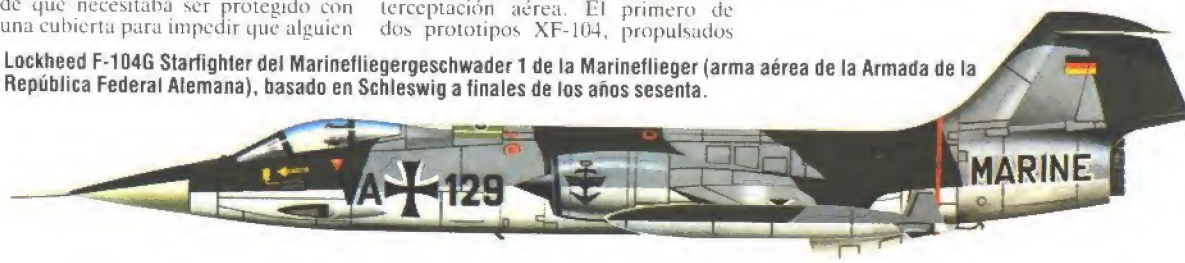 de que necesitaba ser protegido con
una cubierta para impedir que alguien
terceptación aérea. El primero de
dos prototipos XF-104, propulsados
Lockheed F-104G Starfighter del Marinefliegergeschwader 1 de la Marineflieger (arma aérea de la Armada de la
República Federal Alemana), basado en Schleswig a finales de los años sesenta.
A 129
MARINE